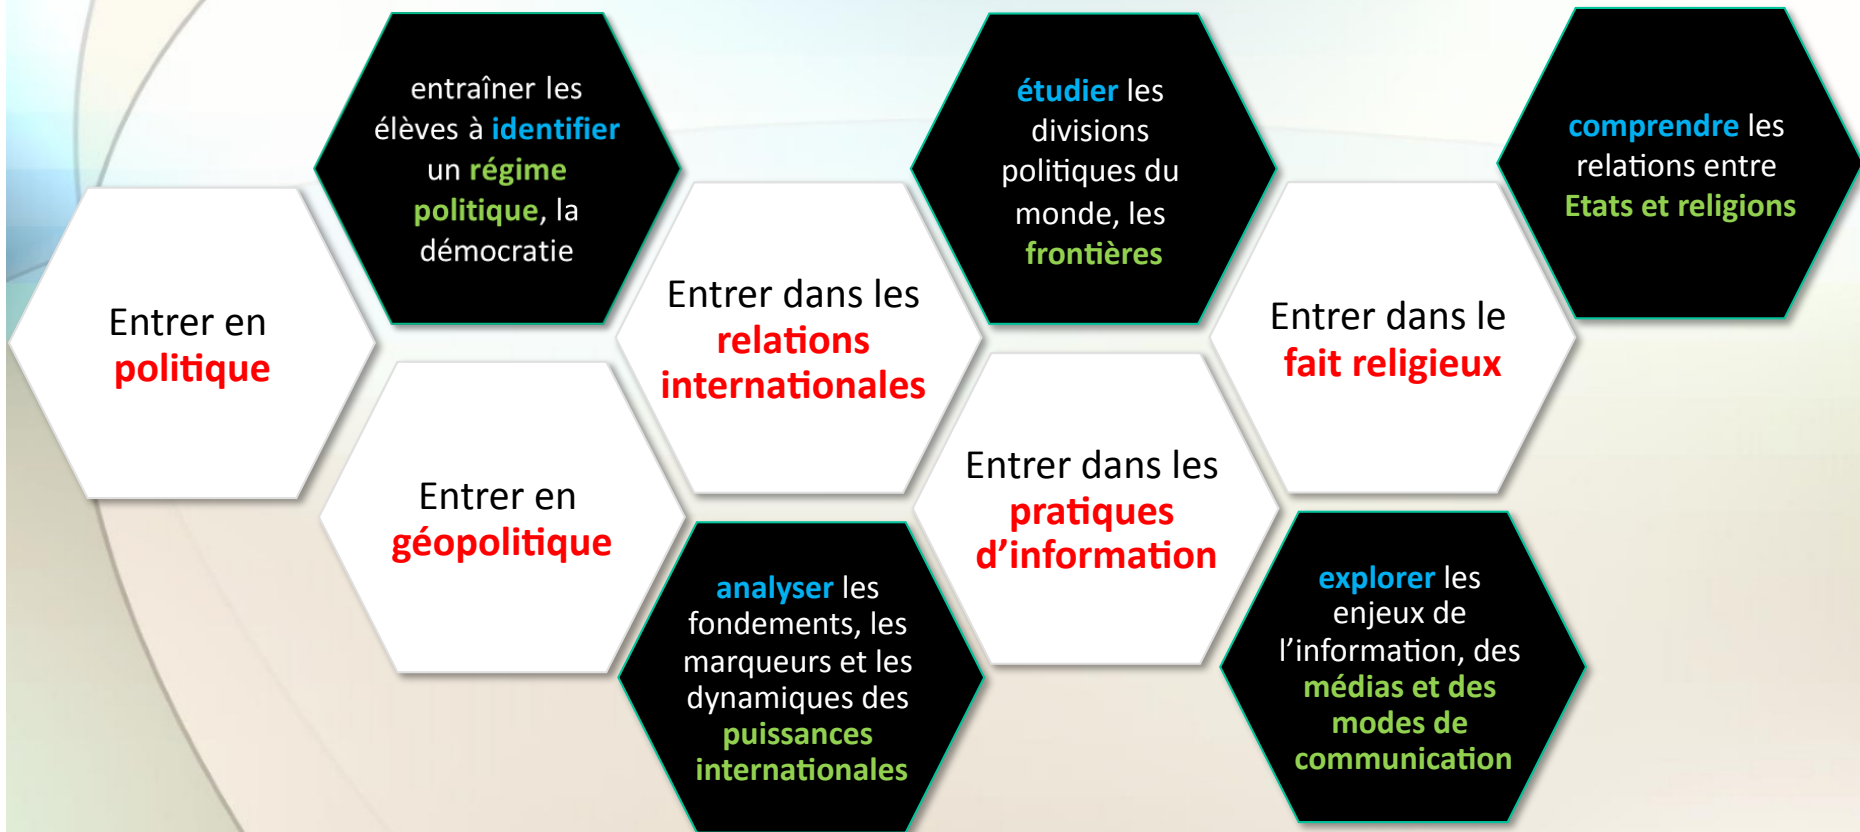 Entrer en
politique
entraîner les
élèves à identifier
un régime
politique, la
démocratie
Entrer en
géopolitique
analyser les
fondements, les
marqueurs et les
dynamiques des
puissances
internationales
Entrer dans les
relations
internationales
étudier les
divisions
politiques du
monde, les
frontières
Entrer dans les
pratiques
d’information
explorer les
enjeux de
l’information, des
médias et des
modes de
communication
Entrer dans le
fait religieux
comprendre les
relations entre
Etats et religions